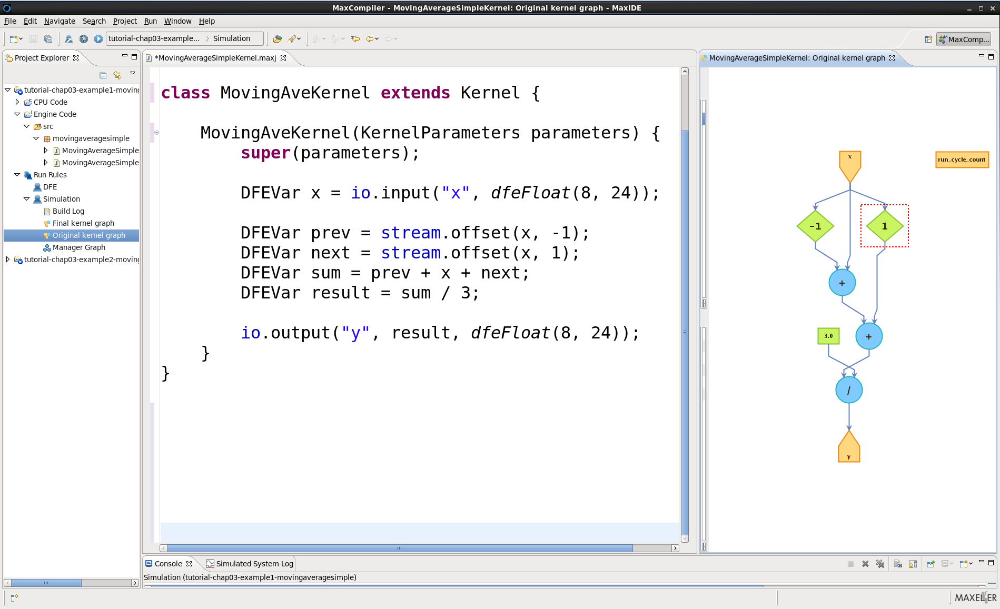 MaxCompiler - MovingAverageSimpleKernel: Original kernel graph - MaxIDE
File Edit Navigate Search Project Run Window Help
tutorial-chap03-example... Simulation
MaxComp...
Project Explorer
tutorial-chap03-example1-moving
CPU Code
Engine Code
src
movingaveragesimple
MovingAverageSimple
MovingAverageSimple
Run Rules
DFE
Simulation
Build Log
Final kernel graph
Original kernel graph
Manager Graph
tutorial-chap03-example2-moving
*MovingAverageSimpleKernel.maxj
class MovingAveKernel extends Kernel {
MovingAveKernel(KernelParameters parameters) {
super(parameters);
DFEVar x = io.input("x", dfeFloat(8, 24));
DFEVar prev = stream.offset(x, -1);
DFEVar next = stream.offset(x, 1);
DFEVar sum = prev + x + next;
DFEVar result = sum / 3;
io.output("y", result, dfeFloat(8, 24));
}
}
MovingAverageSimpleKernel: Original kernel graph
x
run_cycle_count
-1
1
+
3.0
+
/
y
Console
Simulated System Log
Simulation (tutorial-chap03-example1-movingaveragesimple)
MAXELER